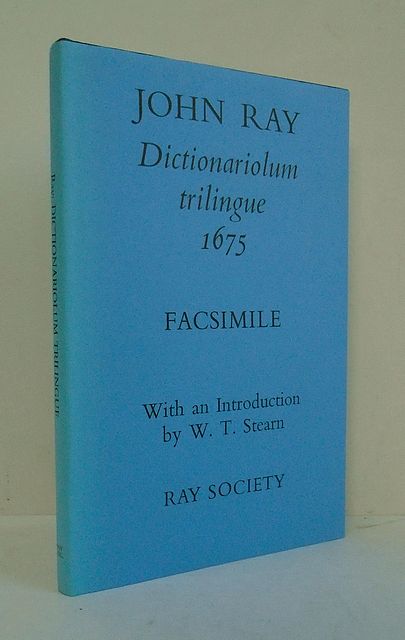 JOHN RAY
Dictionariolum
trilingue
1675
FACSIMILE
With an Introduction
by W. T. Stearn
RAY SOCIETY
RAY: DICTIONARIOLUM TRILINGUE